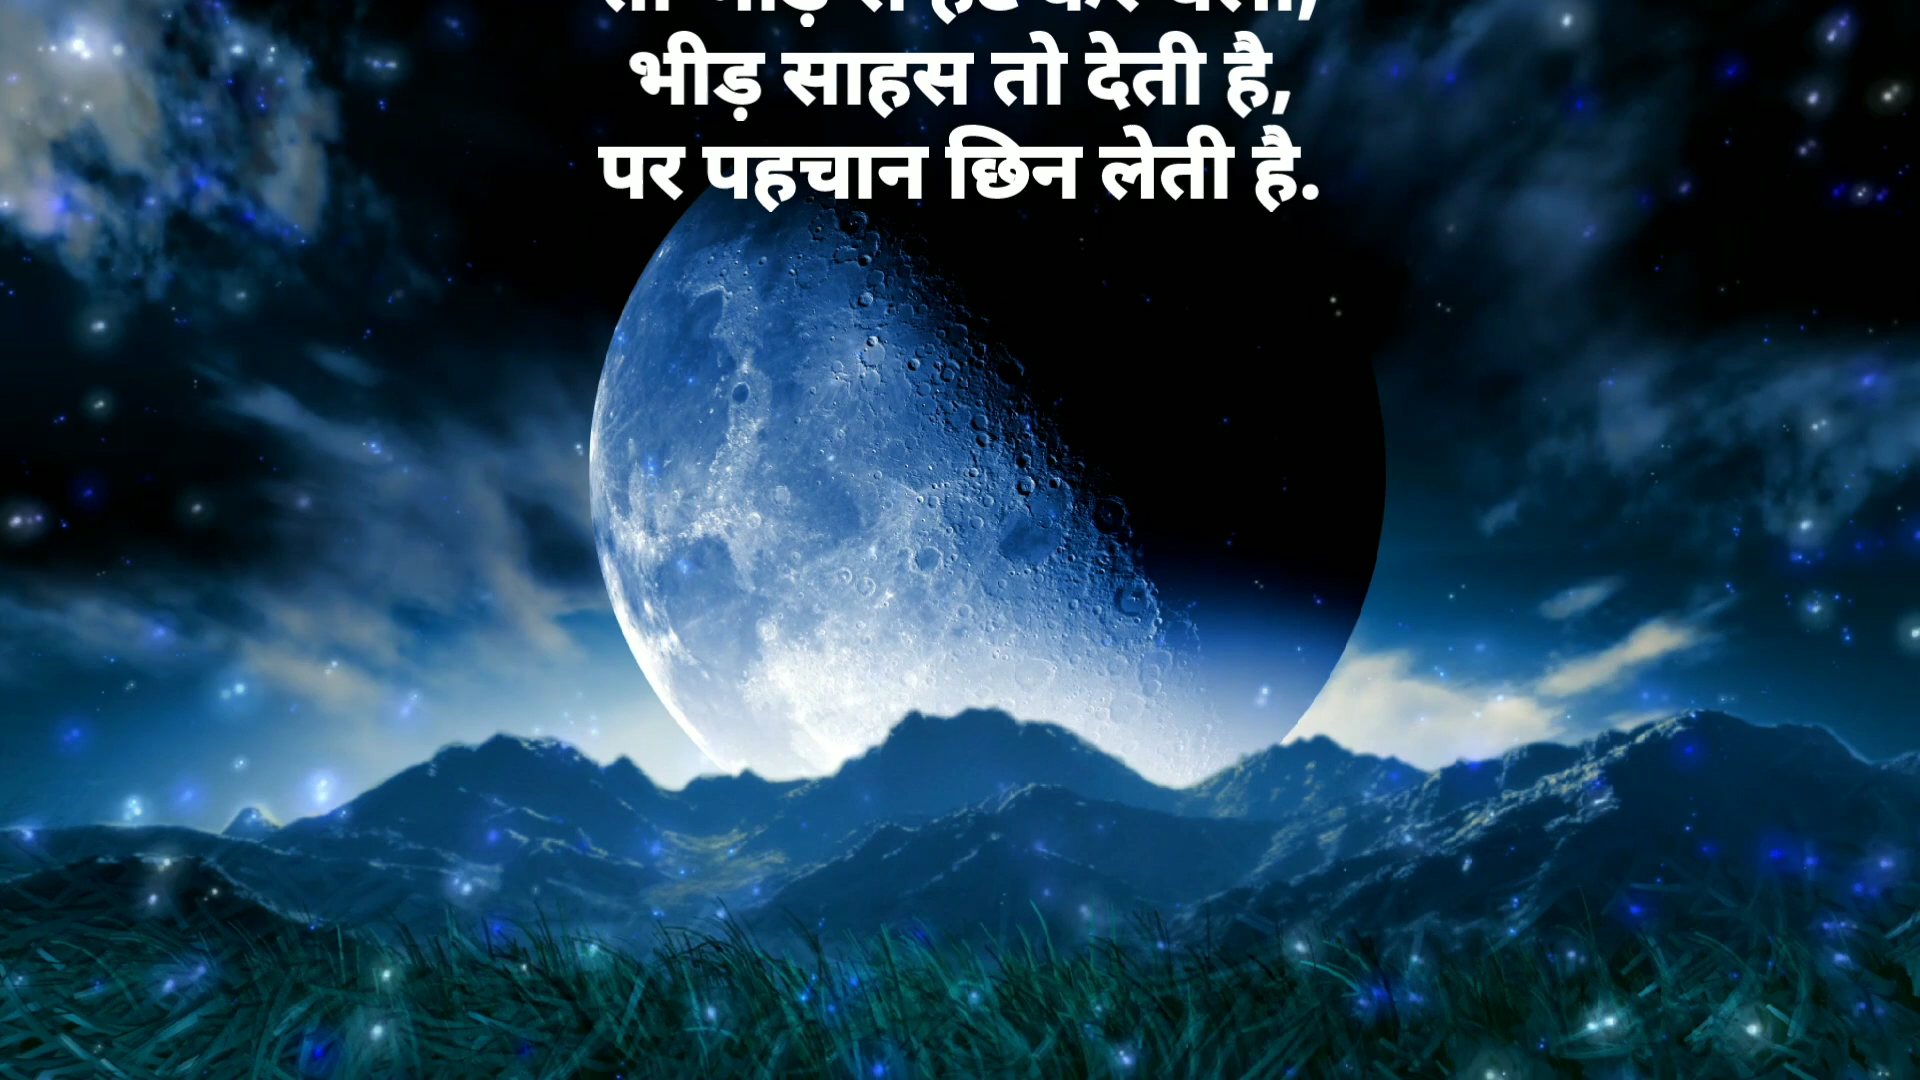 भीड़ साहस तो देती है,
पर पहचान छिन लेती है.